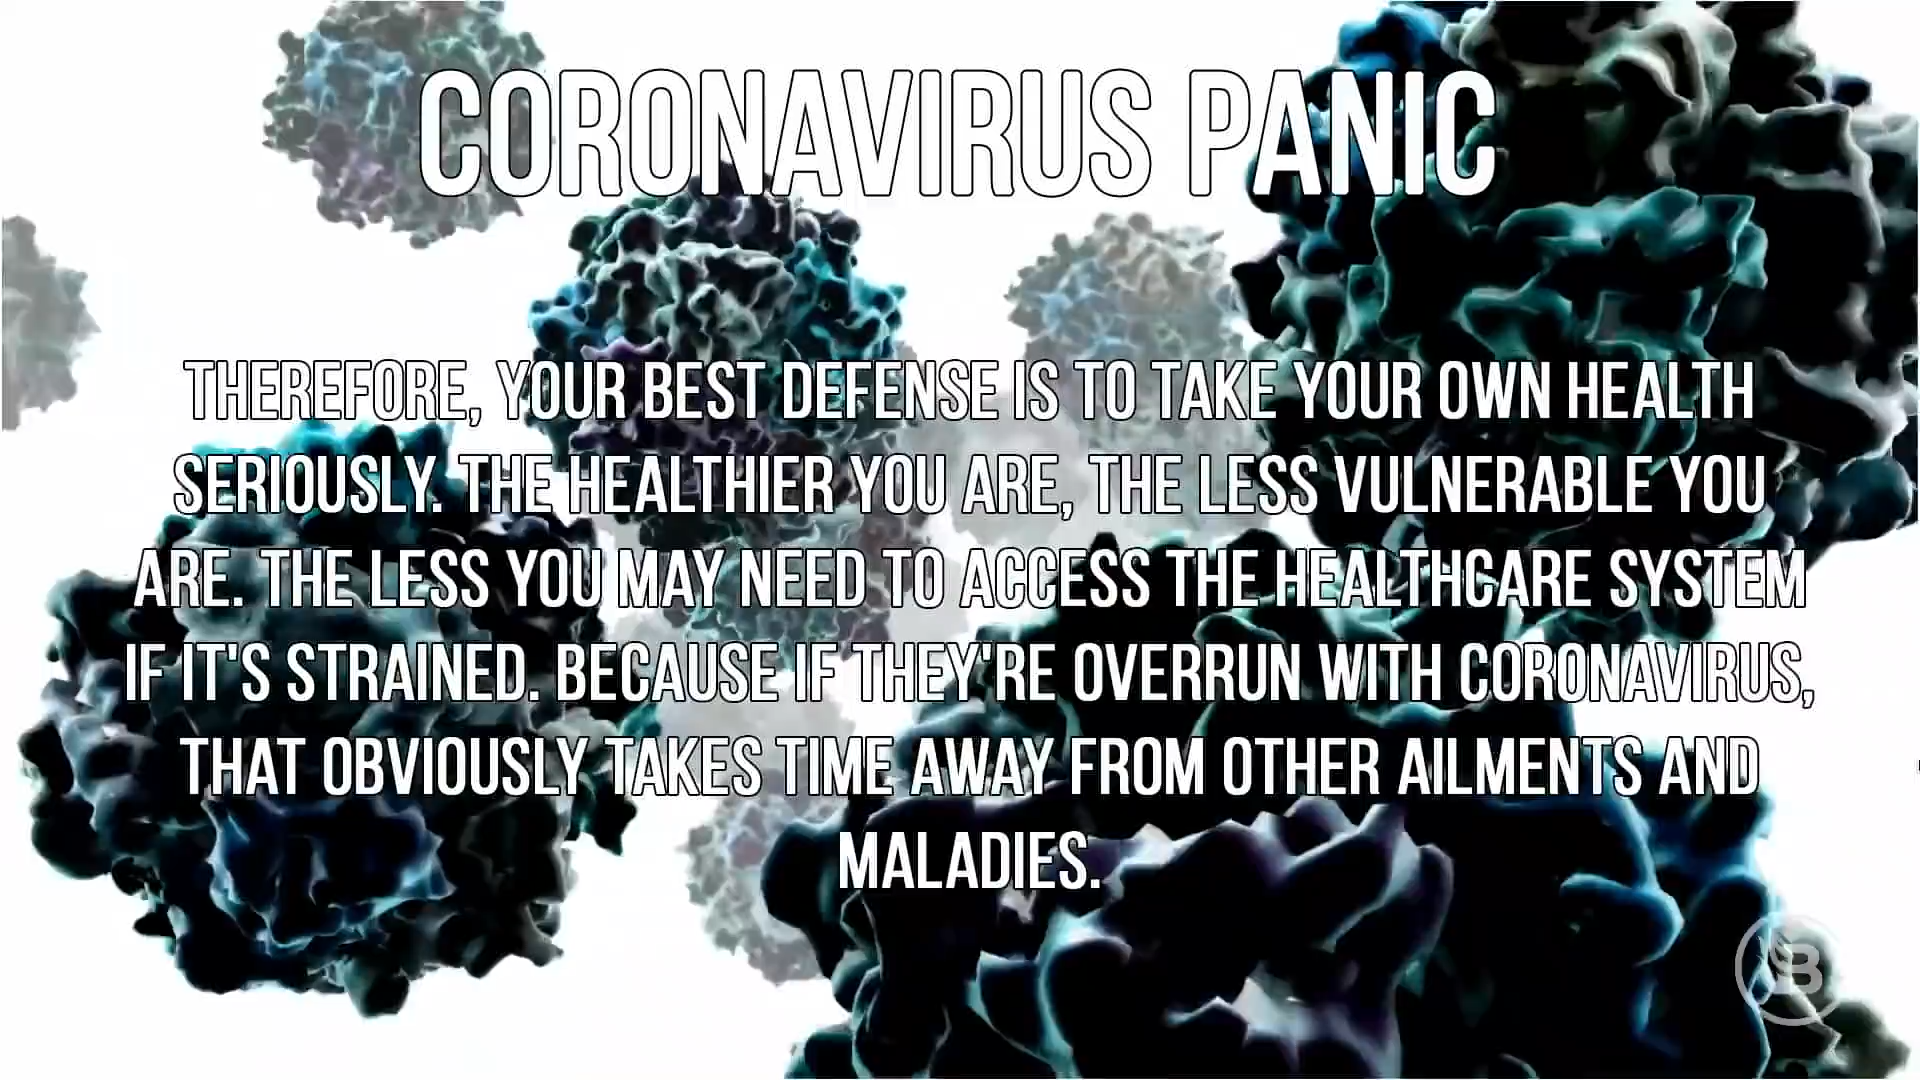 CORONAVIRUS PANIC
THEREFORE, YOUR BEST DEFENSE IS TO TAKE YOUR OWN HEALTH
SERIOUSLY. THE HEALTHIER YOU ARE, THE LESS VULNERABLE YOU
ARE. THE LESS YOU MAY NEED TO ACCESS THE HEALTHCARE SYSTEM
IF IT'S STRAINED. BECAUSE IF THEY'RE OVERRUN WITH CORONAVIRUS,
THAT OBVIOUSLY TAKES TIME AWAY FROM OTHER AILMENTS AND
MALADIES.
B